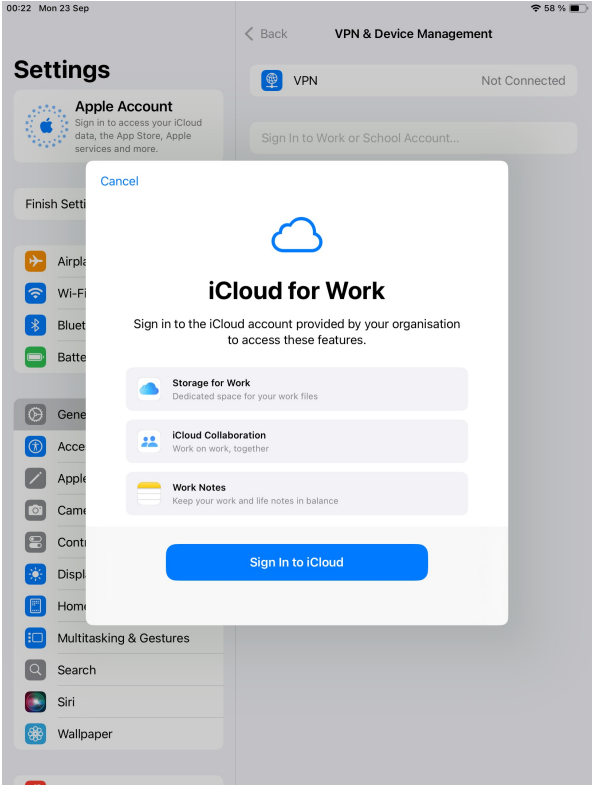 00:22 Mon 23 Sep
58 %
Settings
Apple Account
Sign in to access your iCloud
data, the App Store, Apple
services and more.
Finish Setti
Airpla
Wi-Fi
Bluet
Batte
Gene
Acce
Apple
Came
Contr
Displ
Home
Multitasking & Gestures
Search
Siri
Wallpaper
Back
VPN & Device Management
VPN
Not Connected
Sign In to Work or School Account...
Cancel
iCloud for Work
Sign in to the iCloud account provided by your organisation
to access these features.
Storage for Work
Dedicated space for your work files
iCloud Collaboration
Work on work, together
Work Notes
Keep your work and life notes in balance
Sign In to iCloud